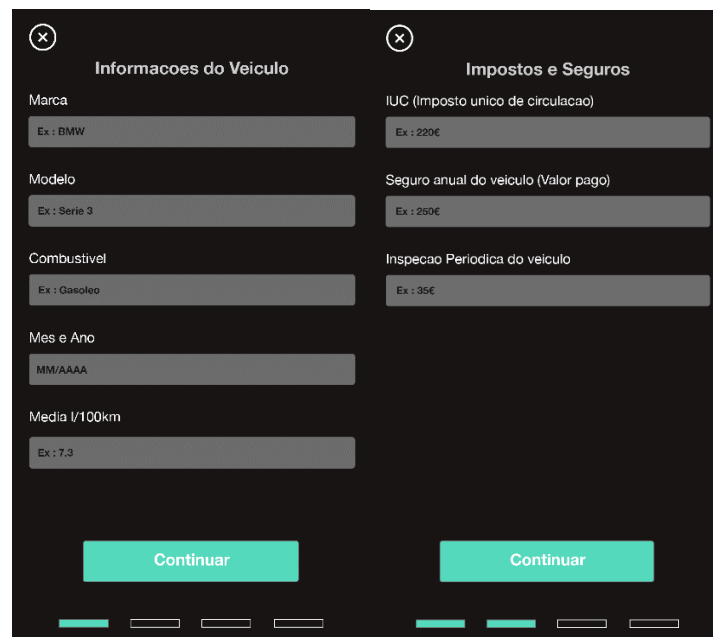 Informacoes do Veiculo
Marca
Ex : BMW
Modelo
Ex : Serie 3
Combustivel
Ex : Gasoleo
Mes e Ano
MM/AAAA
Media l/100km
Ex : 7.3
Continuar
Impostos e Seguros
IUC (Imposto unico de circulacao)
Ex : 220€
Seguro anual do veiculo (Valor pago)
Ex : 250€
Inspecao Periodica do veiculo
Ex : 35€
Continuar